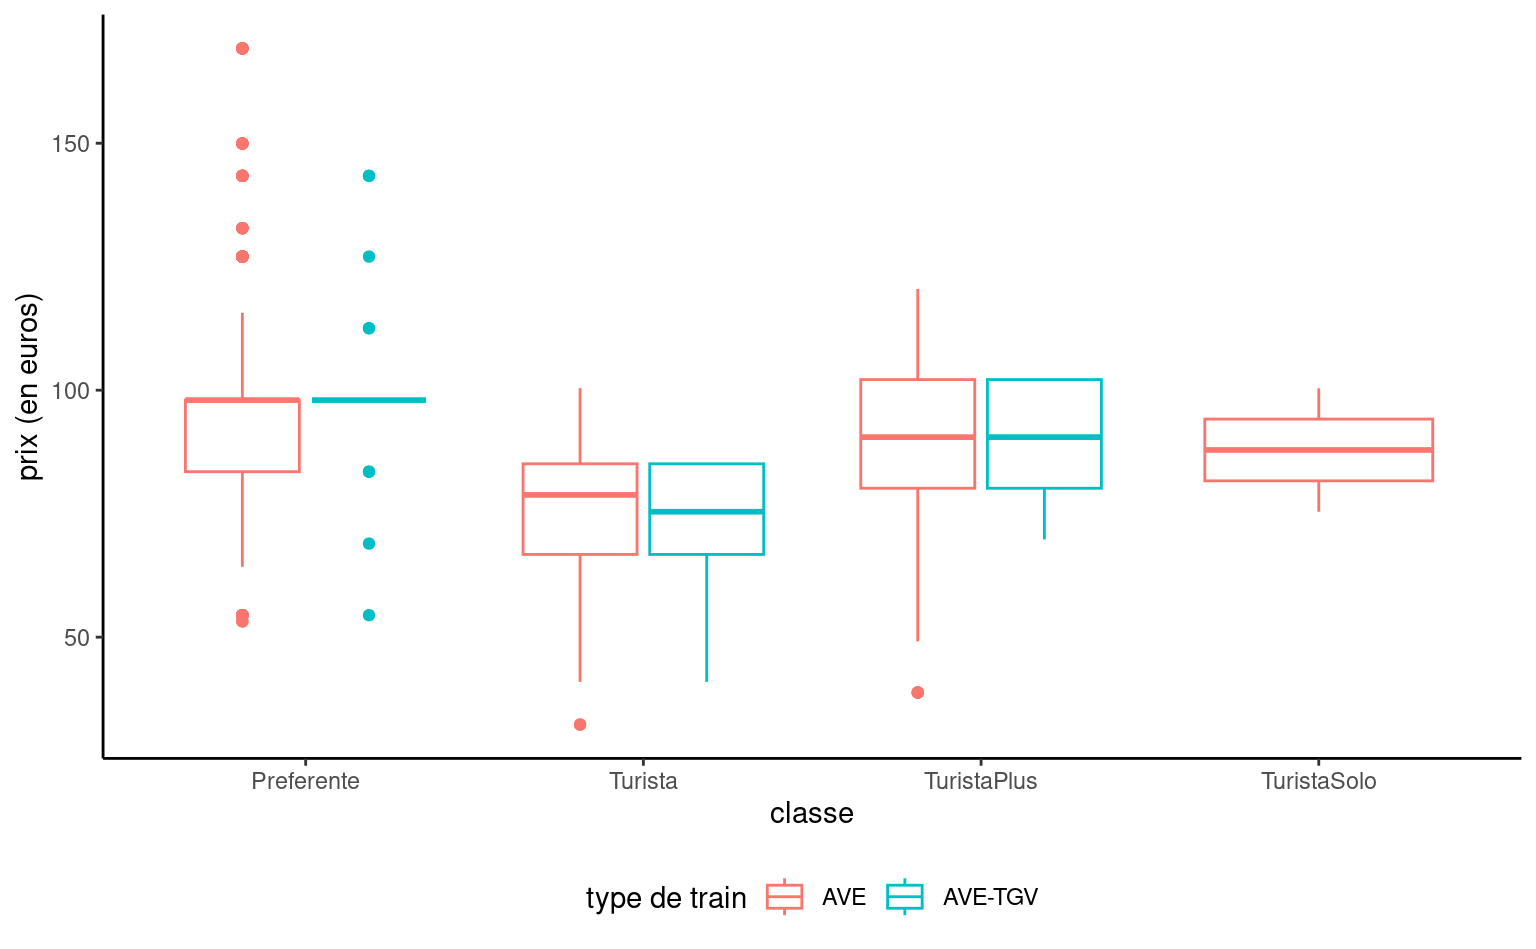 prix (en euros)
150
100
50
Preferente Turista TuristaPlus TuristaSolo
classe
type de train AVE AVE-TGV